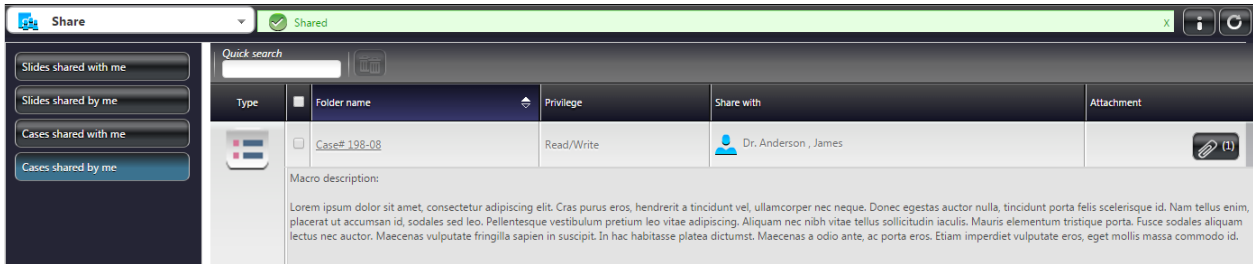 Share
Shared x
Slides shared with me
Slides shared by me
Cases shared with me
Cases shared by me
Quick search
Type Folder name Privilege Share with Attachment
Case# 198-08 Read/Write Dr. Anderson , James (1)
Macro description:
Lorem ipsum dolor sit amet, consectetur adipiscing elit. Cras purus eros, hendrerit a tincidunt vel, ullamcorper nec neque. Donec egestas auctor nulla, tincidunt porta felis scelerisque id. Nam tellus enim,
placerat ut accumsan id, sodales sed leo. Pellentesque vestibulum pretium leo vitae adipiscing. Aliquam nec nibh vitae tellus sollicitudin iaculis. Mauris elementum tristique porta. Fusce sodales aliquam
lectus nec auctor. Maecenas vulputate fringilla sapien in suscipit. In hac habitasse platea dictumst. Maecenas a odio ante, ac porta eros. Etiam imperdiet vulputate eros, eget mollis massa commodo id.